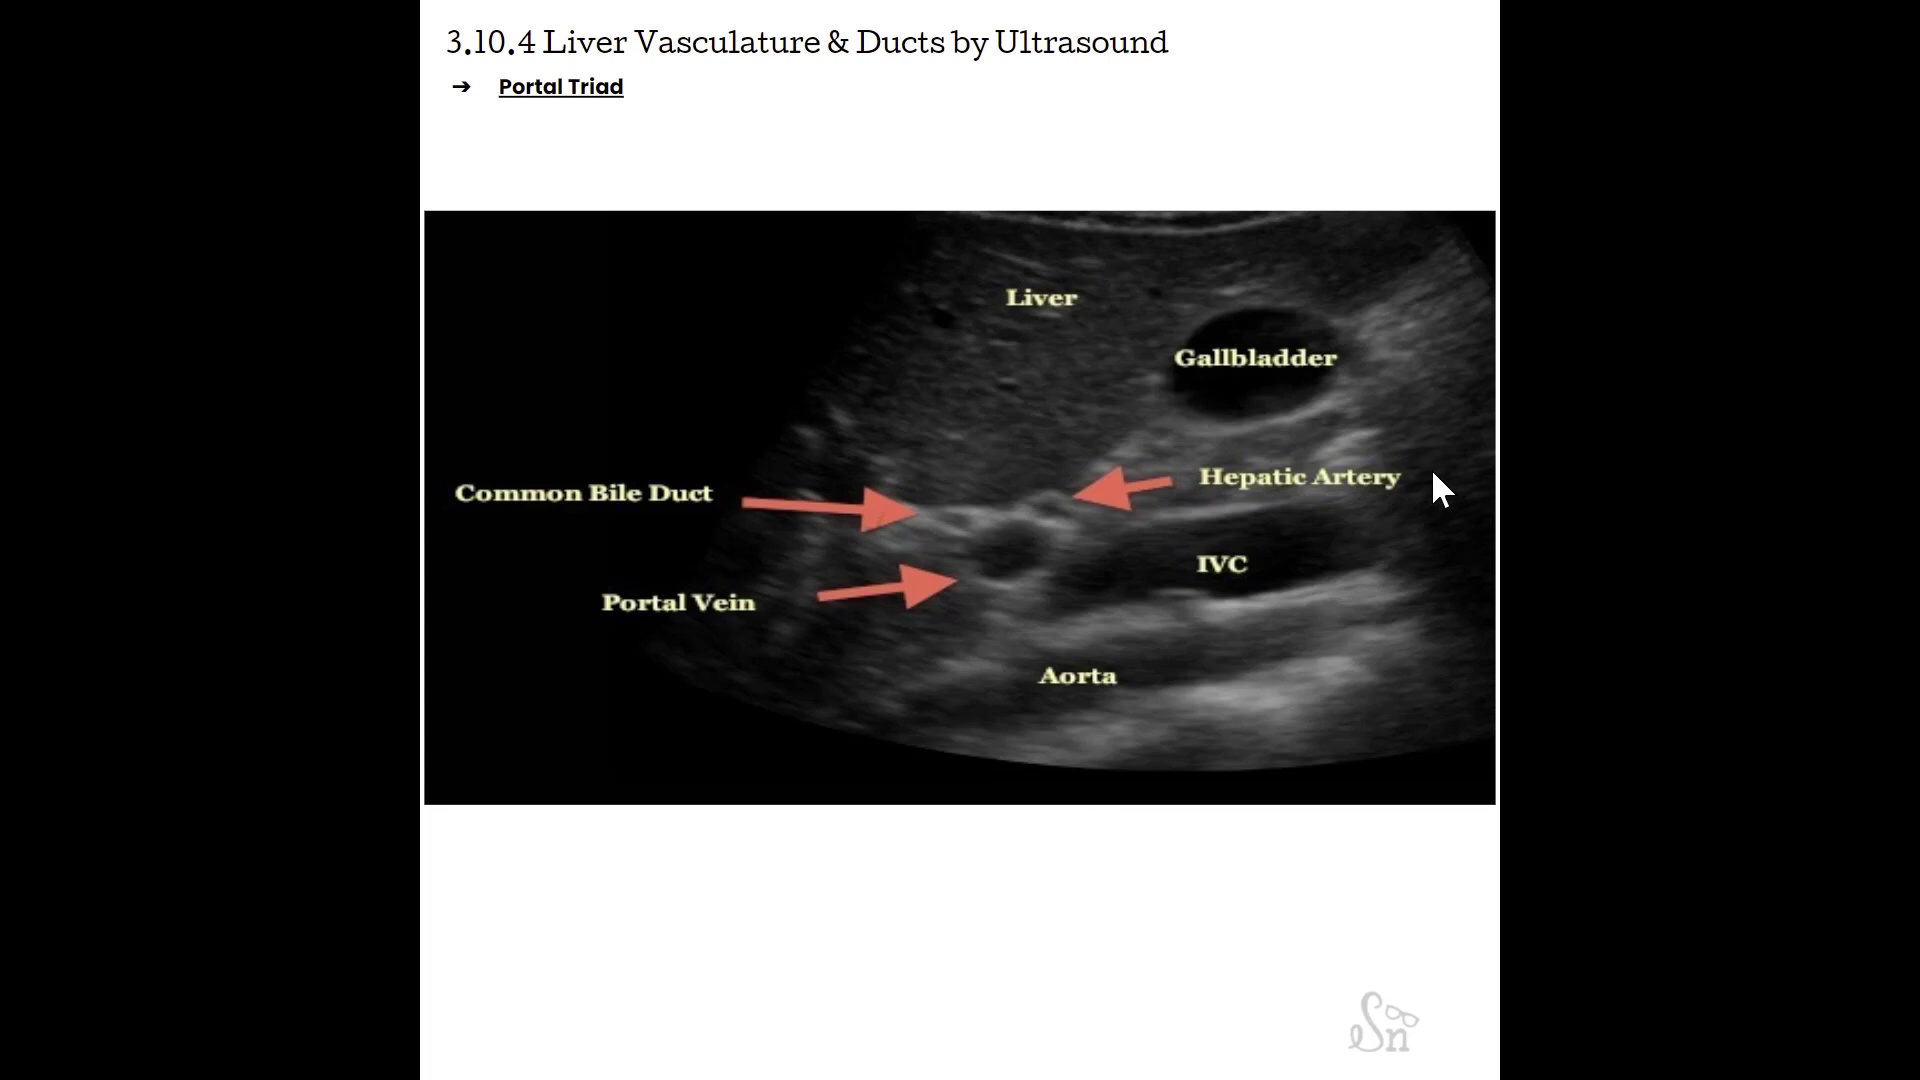 3.10.4 Liver Vasculature & Ducts by Ultrasound
➔ Portal Triad
Liver
Gallbladder
Hepatic Artery
Common Bile Duct
IVC
Portal Vein
Aorta
Sn